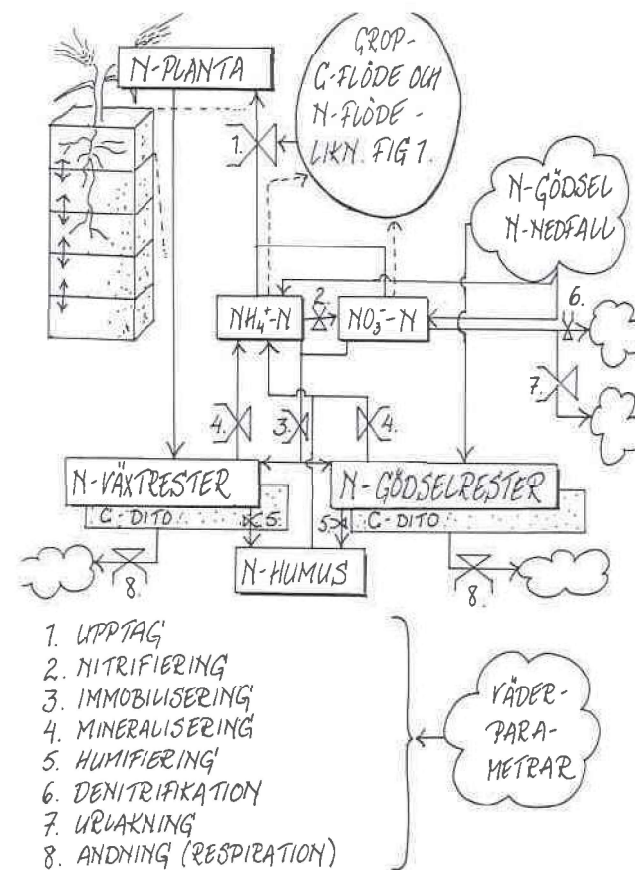 N-PLANTA
GROP-
C-FLÖDE OCH
N-FLÖDE -
LIKN. FIG 1.
1.
N-GÖDSEL
N-NEDFALL
NH₄⁺-N
2.
NO₃⁻-N
6.
7.
4.
3.
4.
N-VÄXTRESTER
N-GÖDSELRESTER
C-DITO
5.
5.
C-DITO
N-HUMUS
8.
8.
1. UPPTAG
2. NITRIFIERING
3. IMMOBILISERING
4. MINERALISERING
5. HUMIFIERING
6. DENITRIFIKATION
7. URLAKNING
8. ANDNING (RESPIRATION)
VÄDER-
PARA-
METRAR